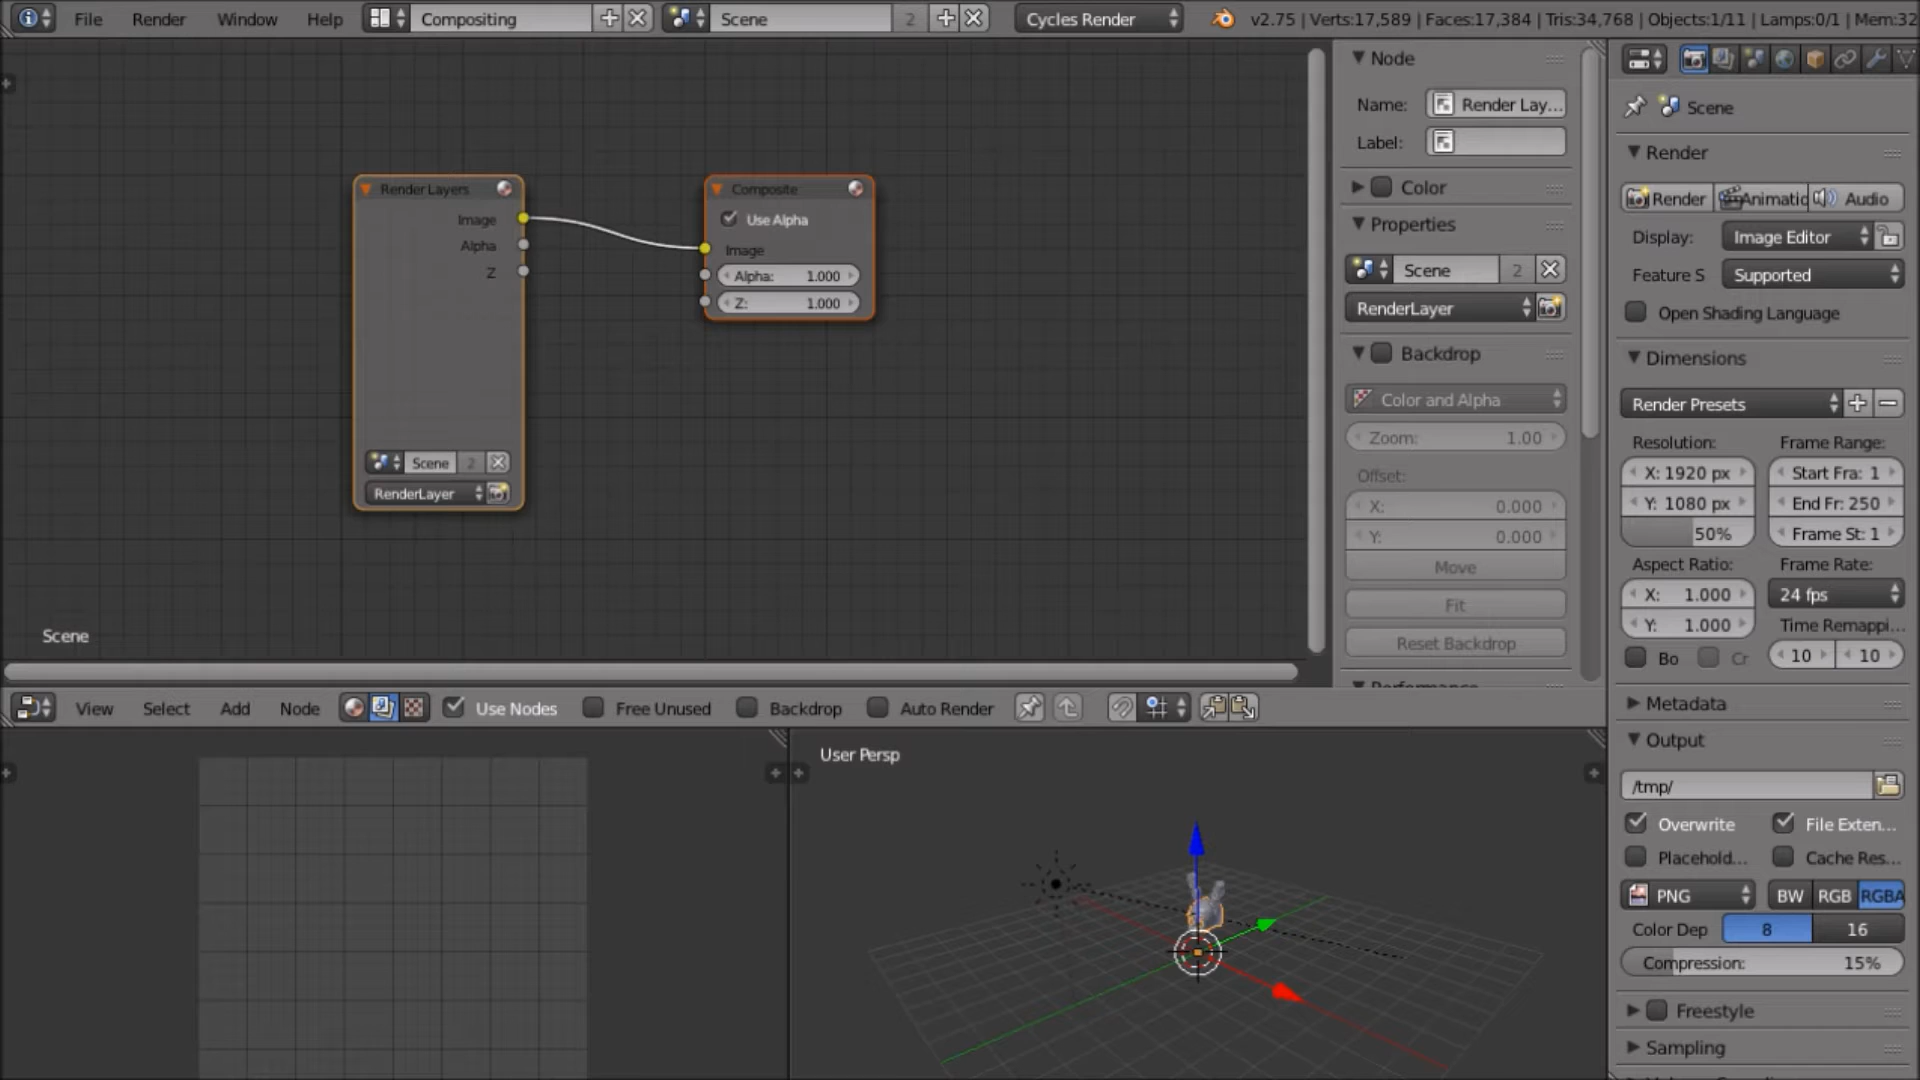 File Render Window Help Compositing Scene 2 Cycles Render v2.75 | Verts:17,589 | Faces:17,384 | Tris:34,768 | Objects:1/11 | Lamps:0/1 | Mem:32
Render Layers
Image
Alpha
Z
Scene 2
RenderLayer
Composite
Use Alpha
Image
Alpha: 1.000
Z: 1.000
Scene
Node
Name: Render Lay...
Label:
Color
Properties
Scene 2
RenderLayer
Backdrop
Color and Alpha
Zoom: 1.00
Offset:
X: 0.000
Y: 0.000
Move
Fit
Reset Backdrop
Performance
Scene
Render
Render Animatic Audio
Display: Image Editor
Feature S Supported
Open Shading Language
Dimensions
Render Presets
Resolution: Frame Range:
X: 1920 px Start Fra: 1
Y: 1080 px End Fr: 250
50% Frame St: 1
Aspect Ratio: Frame Rate:
X: 1.000 24 fps
Y: 1.000 Time Remappi...
Bo Cr 10 10
Metadata
Output
/tmp/
Overwrite File Exten...
Placehold... Cache Res...
PNG BW RGB RGBA
Color Dep 8 16
Compression: 15%
Freestyle
Sampling
View Select Add Node Use Nodes Free Unused Backdrop Auto Render
User Persp